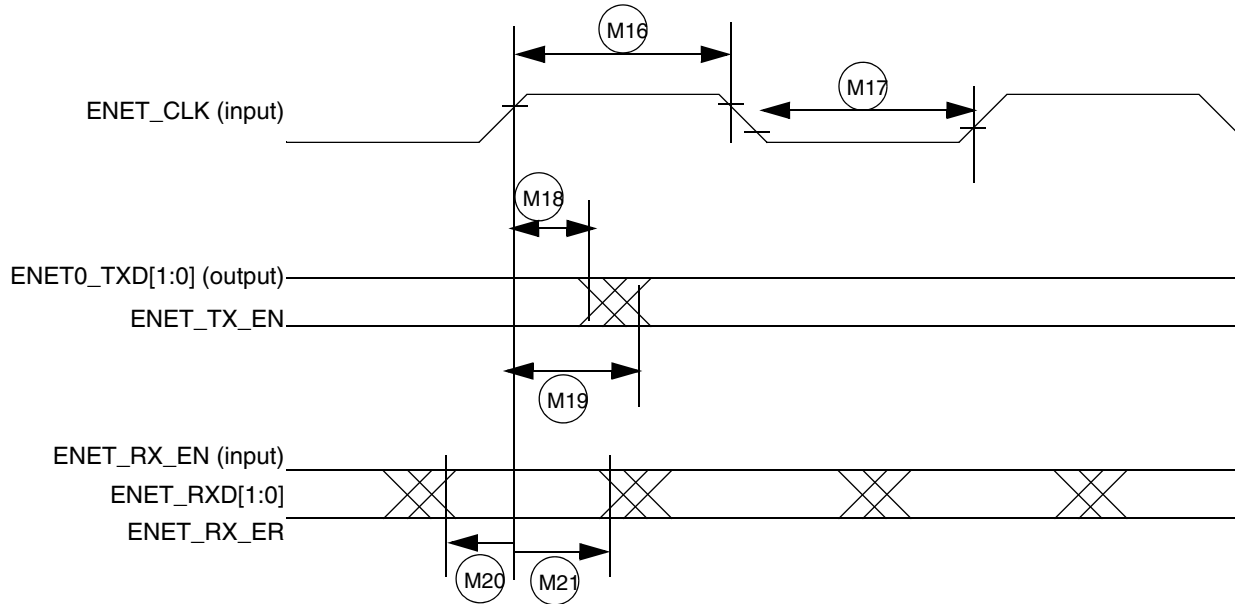 M16
M17
ENET_CLK (input)
M18
ENET0_TXD[1:0] (output)
ENET_TX_EN
M19
ENET_RX_EN (input)
ENET_RXD[1:0]
ENET_RX_ER
M20
M21